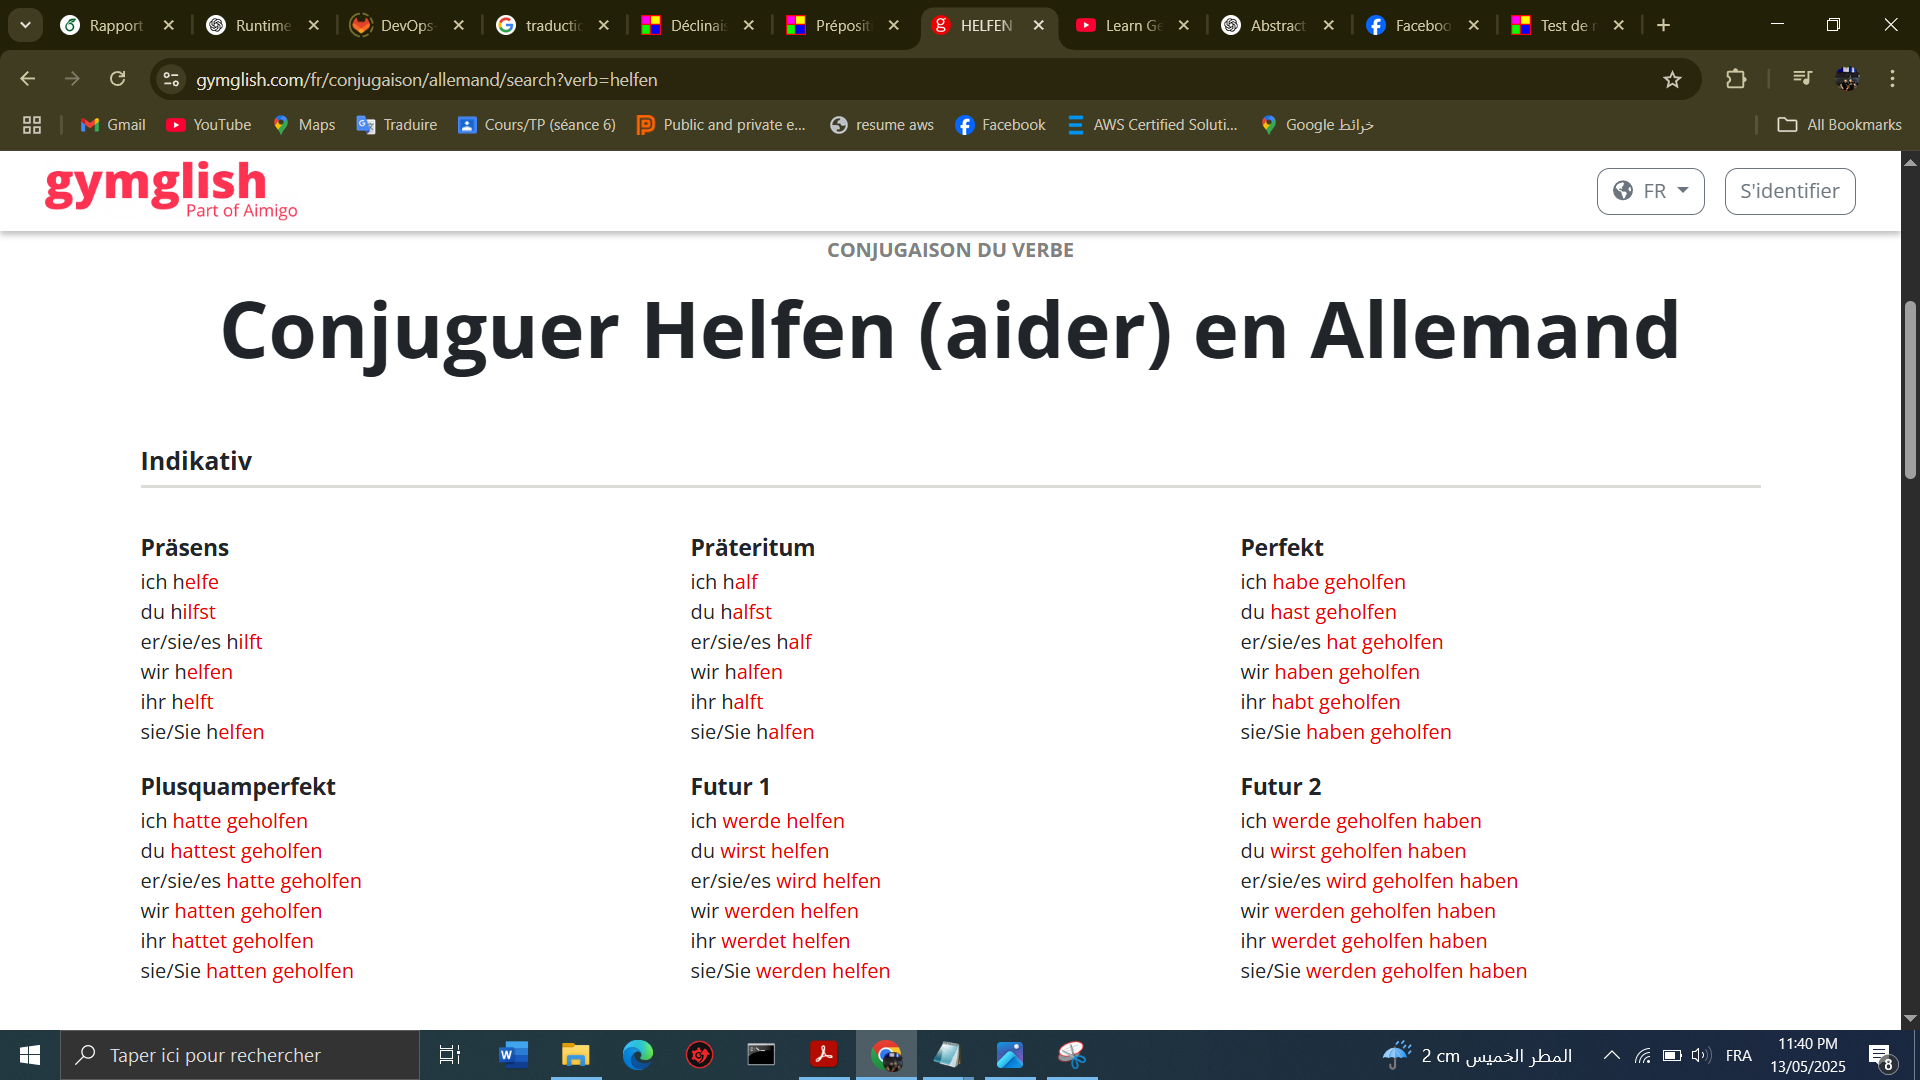 Rapport
Runtime
DevOps-
traductio
Déclinais
Préposit
HELFEN
Learn Ge
Abstract
Faceboo
Test de n
gymglish.com/fr/conjugaison/allemand/search?verb=helfen
Gmail
YouTube
Maps
Traduire
Cours/TP (séance 6)
Public and private e...
resume aws
Facebook
AWS Certified Soluti...
خرائط Google
All Bookmarks
gymglish
Part of Aimigo
FR
S'identifier
CONJUGAISON DU VERBE
Conjuguer Helfen (aider) en Allemand
Indikativ
Präsens
ich helfe
du hilfst
er/sie/es hilft
wir helfen
ihr helft
sie/Sie helfen
Präteritum
ich half
du halfst
er/sie/es half
wir halfen
ihr halft
sie/Sie halfen
Perfekt
ich habe geholfen
du hast geholfen
er/sie/es hat geholfen
wir haben geholfen
ihr habt geholfen
sie/Sie haben geholfen
Plusquamperfekt
ich hatte geholfen
du hattest geholfen
er/sie/es hatte geholfen
wir hatten geholfen
ihr hattet geholfen
sie/Sie hatten geholfen
Futur 1
ich werde helfen
du wirst helfen
er/sie/es wird helfen
wir werden helfen
ihr werdet helfen
sie/Sie werden helfen
Futur 2
ich werde geholfen haben
du wirst geholfen haben
er/sie/es wird geholfen haben
wir werden geholfen haben
ihr werdet geholfen haben
sie/Sie werden geholfen haben
Taper ici pour rechercher
2 cm المطر الخميس
FRA
11:40 PM
13/05/2025
8